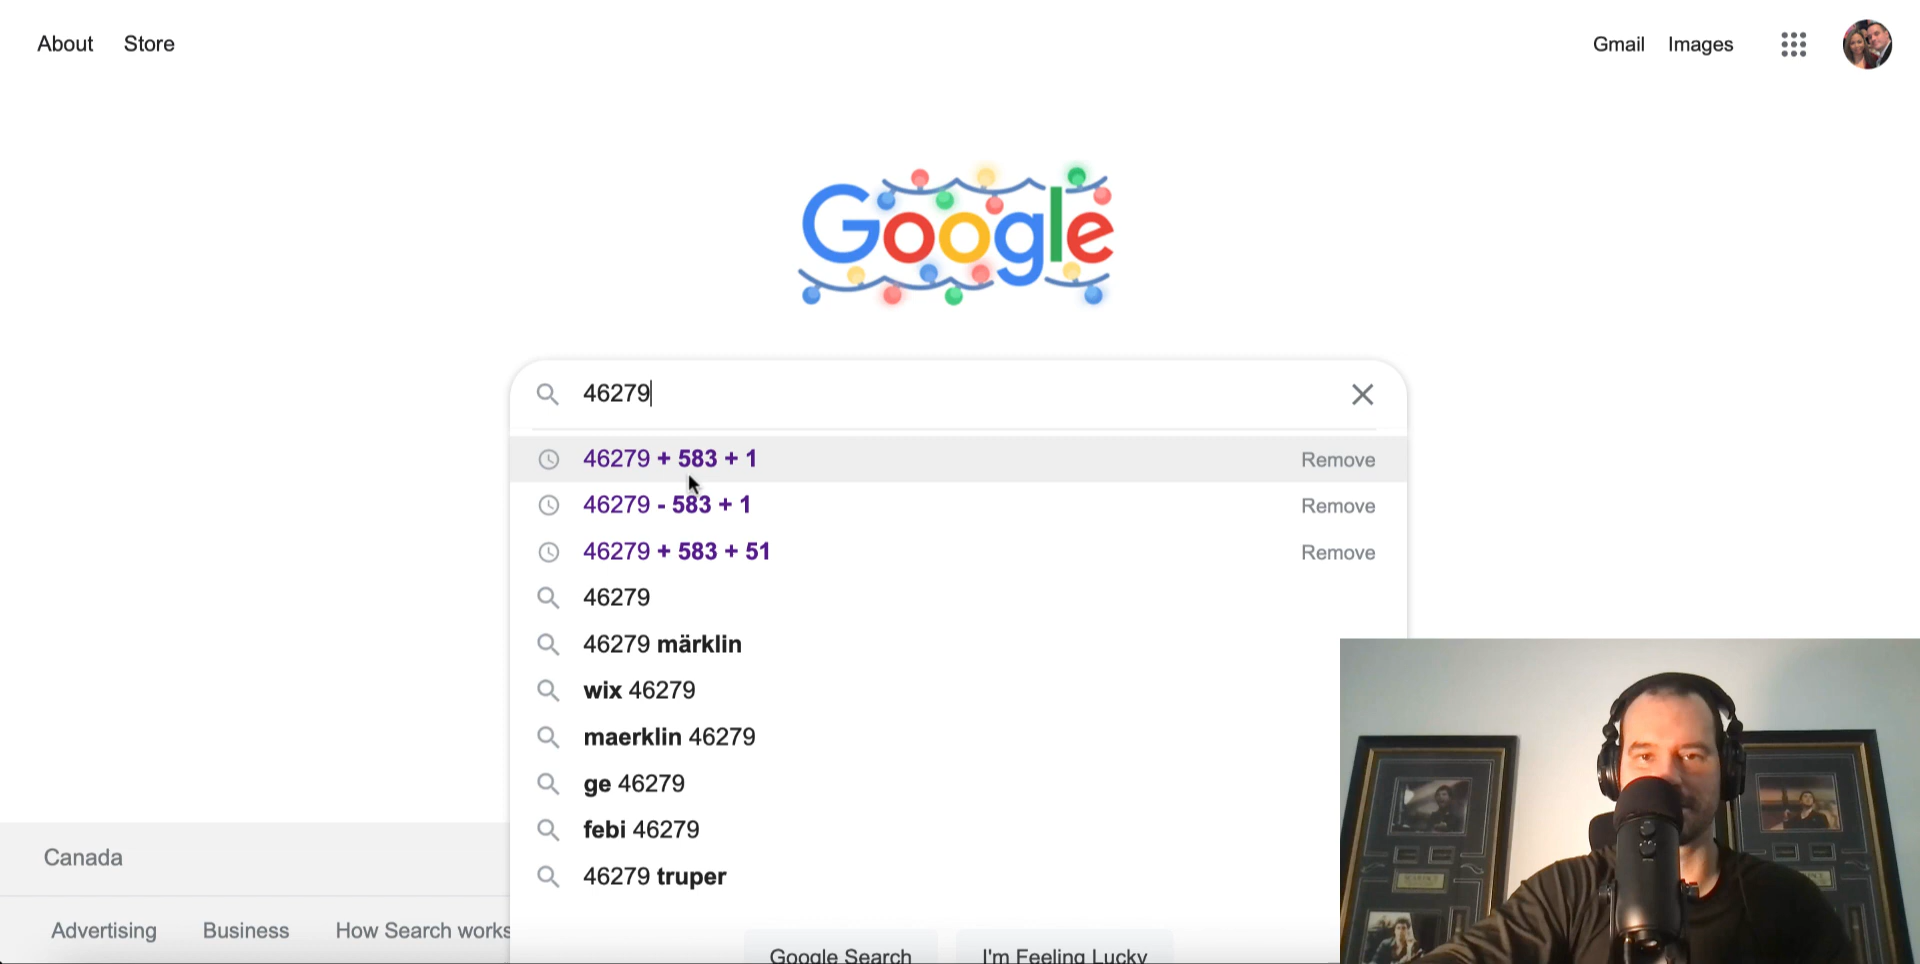 About Store
Gmail Images
Google
46279
46279 + 583 + 1 Remove
46279 - 583 + 1 Remove
46279 + 583 + 51 Remove
46279
46279 märklin
wix 46279
maerklin 46279
ge 46279
febi 46279
46279 truper
Canada
Advertising Business How Search works
Google Search I'm Feeling Lucky